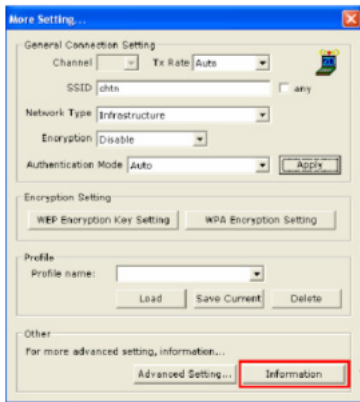 More Setting...
General Connection Setting
Channel Tx Rate Auto
SSID chtn any
Network Type Infrastructure
Encryption Disable
Authentication Mode Auto Apply
Encryption Setting
WEP Encryption Key Setting WPA Encryption Setting
Profile
Profile name:
Load Save Current Delete
Other
For more advanced setting, information...
Advanced Setting... Information